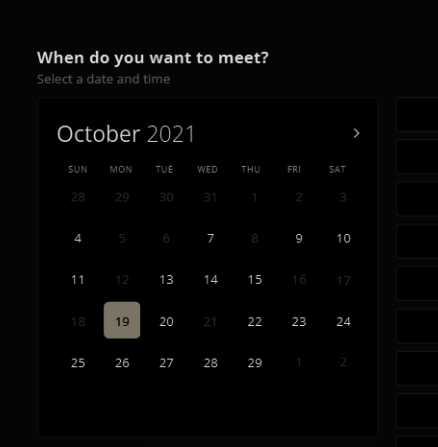 When do you want to meet?
Select a date and time
October 2021
SUN MON TUE WED THU FRI SAT
28 29 30 31 1 2 3
4 5 6 7 8 9 10
11 12 13 14 15 16 17
18 19 20 21 22 23 24
25 26 27 28 29 1 2